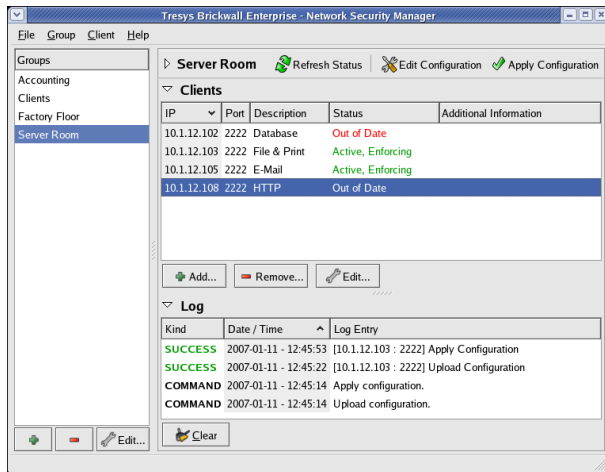 Tresys Brickwall Enterprise - Network Security Manager
File Group Client Help
Groups
Accounting
Clients
Factory Floor
Server Room
Edit...
Server Room Refresh Status Edit Configuration Apply Configuration
Clients
IP Port Description Status Additional Information
10.1.12.102 2222 Database Out of Date
10.1.12.103 2222 File & Print Active, Enforcing
10.1.12.105 2222 E-Mail Active, Enforcing
10.1.12.108 2222 HTTP Out of Date
Add... Remove... Edit...
Log
Kind Date / Time Log Entry
SUCCESS 2007-01-11 - 12:45:53 [10.1.12.103 : 2222] Apply Configuration
SUCCESS 2007-01-11 - 12:45:22 [10.1.12.103 : 2222] Upload Configuration
COMMAND 2007-01-11 - 12:45:14 Apply configuration.
COMMAND 2007-01-11 - 12:45:14 Upload configuration.
Clear